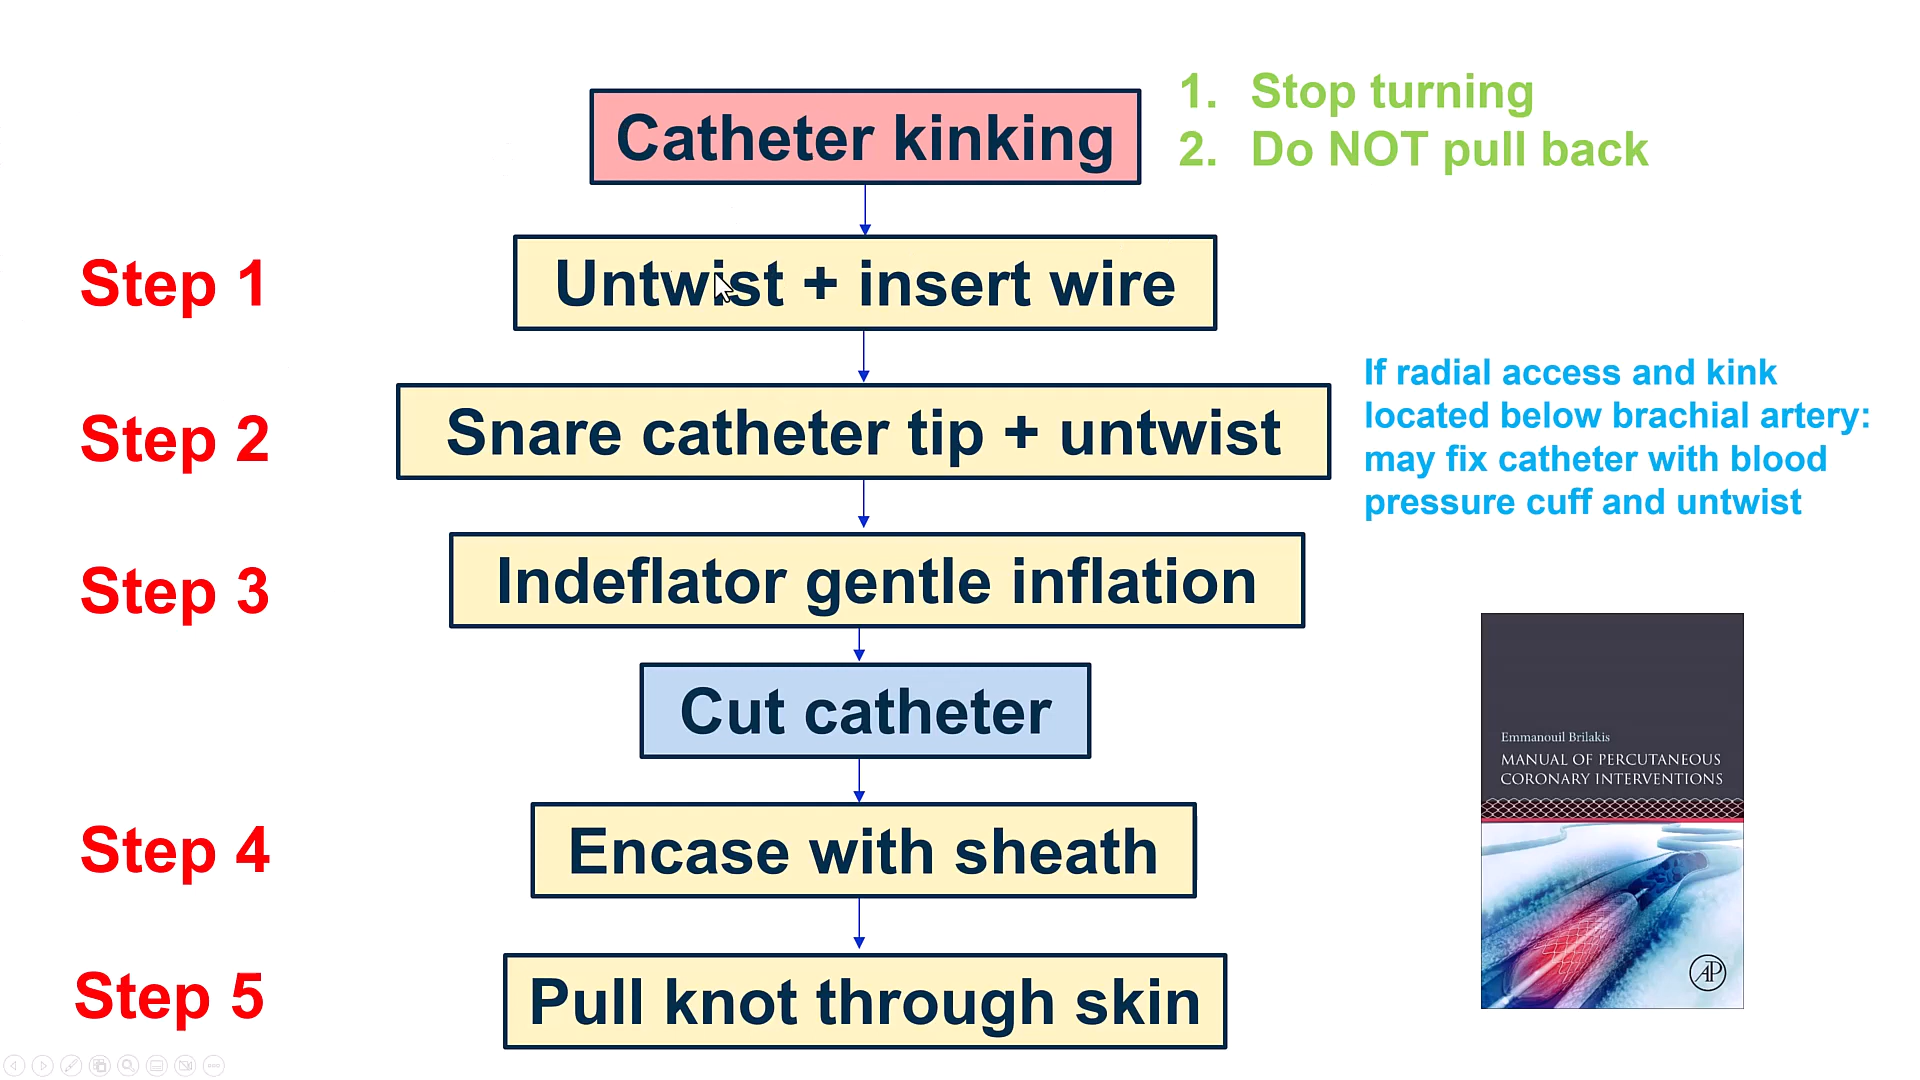 Catheter kinking
1. Stop turning
2. Do NOT pull back
Step 1
Untwist + insert wire
Step 2
Snare catheter tip + untwist
If radial access and kink
located below brachial artery:
may fix catheter with blood
pressure cuff and untwist
Step 3
Indeflator gentle inflation
Cut catheter
Step 4
Encase with sheath
Step 5
Pull knot through skin
Emmanouil Brilakis
MANUAL OF PERCUTANEOUS
CORONARY INTERVENTIONS
AP